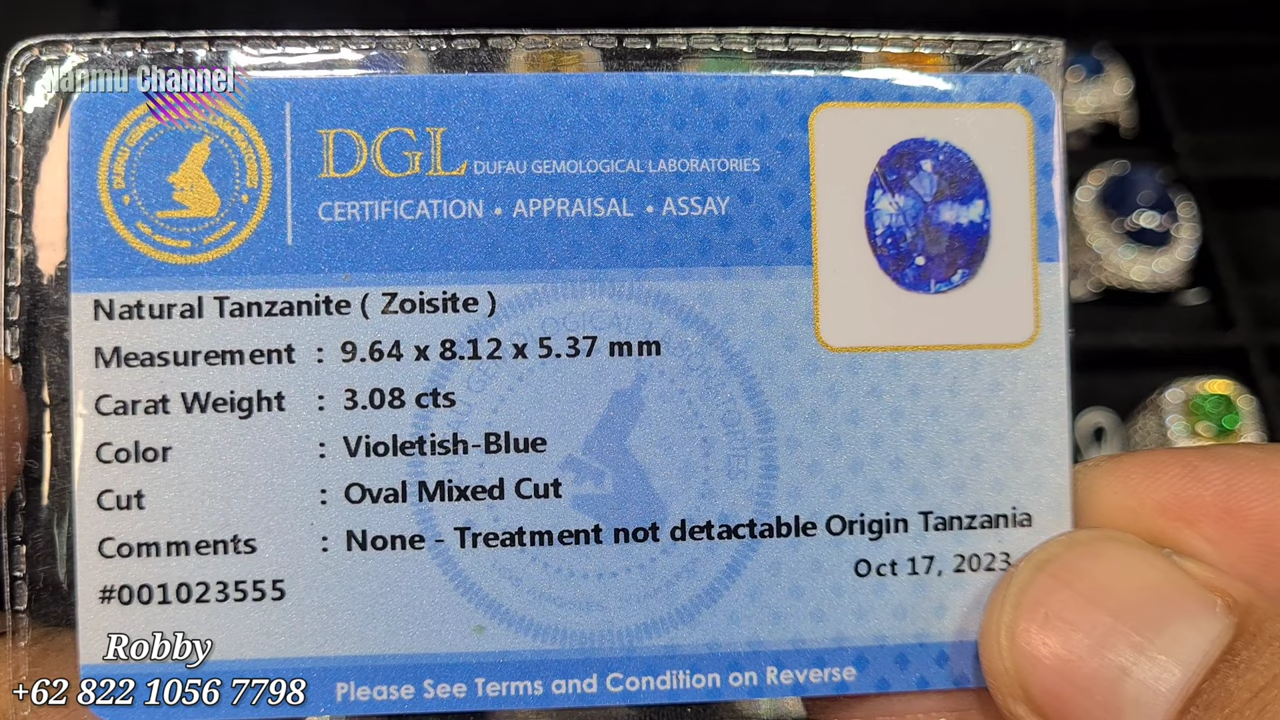 Naamu Channel
DGL DUFAU GEMOLOGICAL LABORATORIES
CERTIFICATION • APPRAISAL • ASSAY
Natural Tanzanite ( Zoisite )
Measurement : 9.64 x 8.12 x 5.37 mm
Carat Weight : 3.08 cts
Color : Violetish-Blue
Cut : Oval Mixed Cut
Comments : None - Treatment not detactable Origin Tanzania
Oct 17, 2023
#001023555
Robby
+62 822 1056 7798
Please See Terms and Condition on Reverse